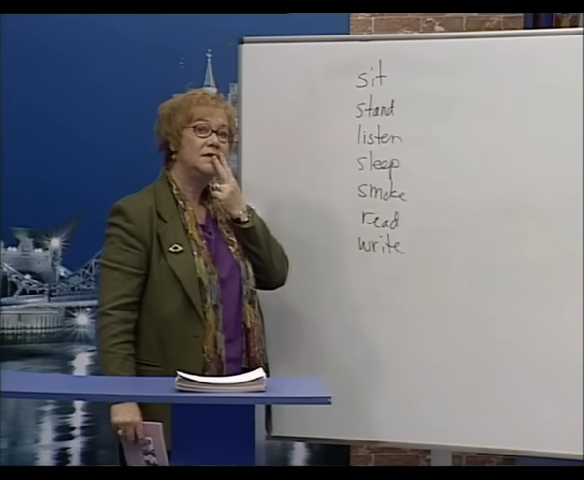 sit
stand
listen
sleep
smoke
read
write